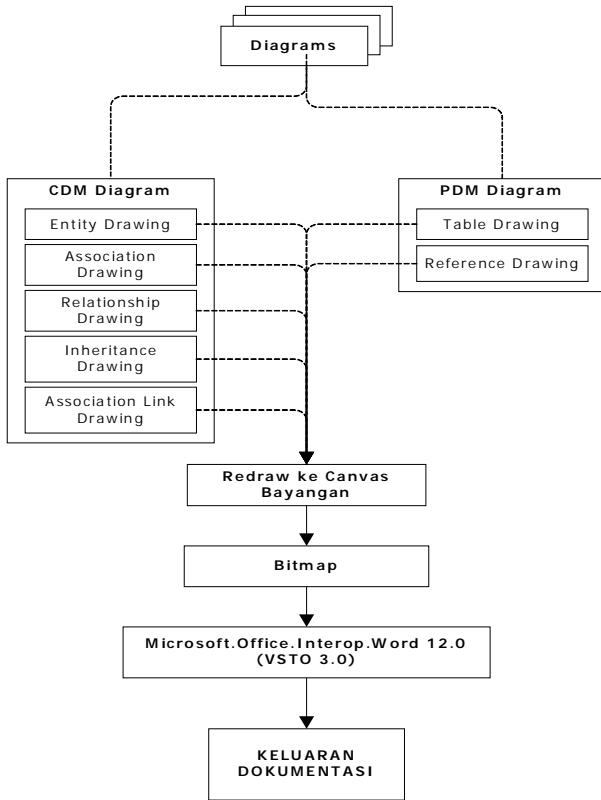 Diagrams
CDM Diagram
Entity Drawing
Association
Drawing
Relationship
Drawing
Inheritance
Drawing
Association Link
Drawing
PDM Diagram
Table Drawing
Reference Drawing
Redraw ke Canvas
Bayangan
Bitmap
Microsoft.Office.Interop.Word 12.0
(VSTO 3.0)
KELUARAN
DOKUMENTASI